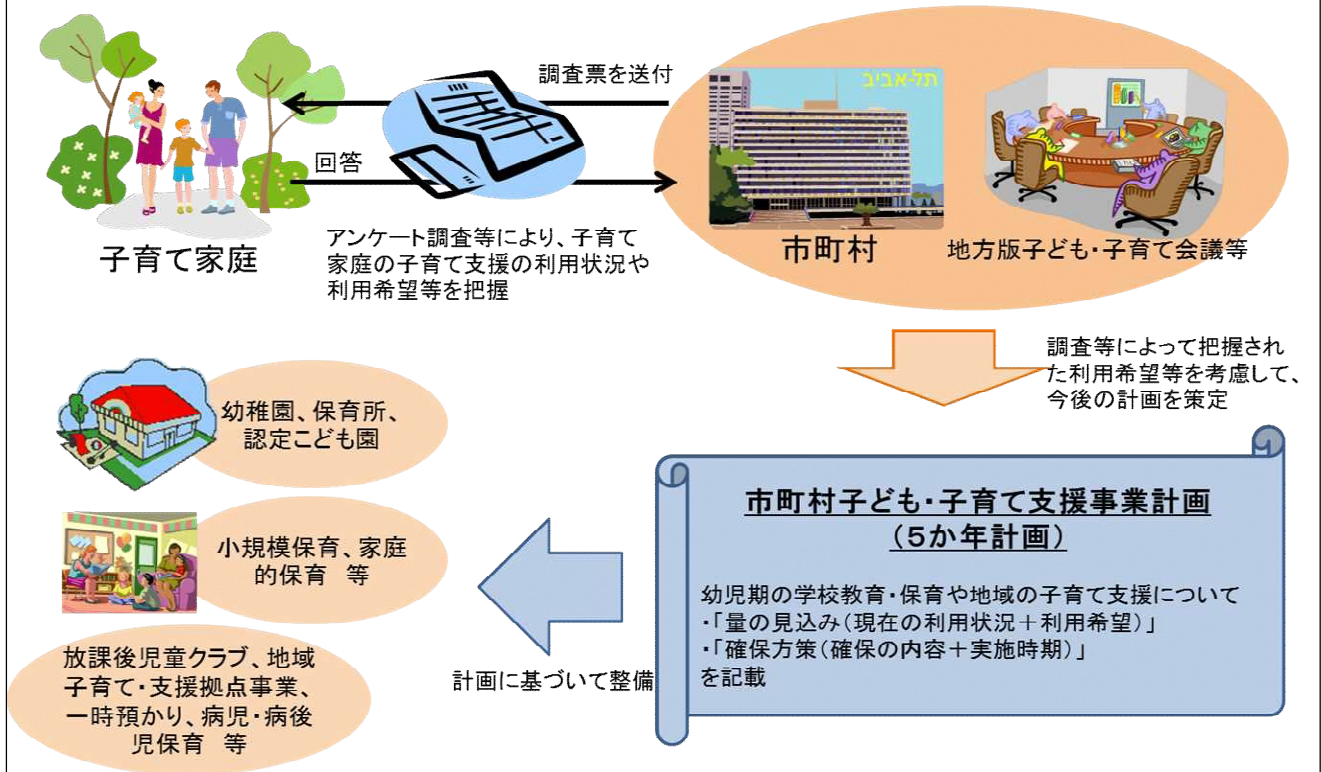 調査票を送付
תל-אביב
回答
子育て家庭
アンケート調査等により、子育て
家庭の子育て支援の利用状況や
利用希望等を把握
市町村
地方版子ども・子育て会議等
調査等によって把握され
た利用希望等を考慮して、
今後の計画を策定
幼稚園、保育所、
認定こども園
小規模保育、家庭
的保育 等
放課後児童クラブ、地域
子育て・支援拠点事業、
一時預かり、病児・病後
児保育 等
計画に基づいて整備
市町村子ども・子育て支援事業計画
(5か年計画)
幼児期の学校教育・保育や地域の子育て支援について
・「量の見込み(現在の利用状況+利用希望)」
・「確保方策(確保の内容+実施時期)」
を記載